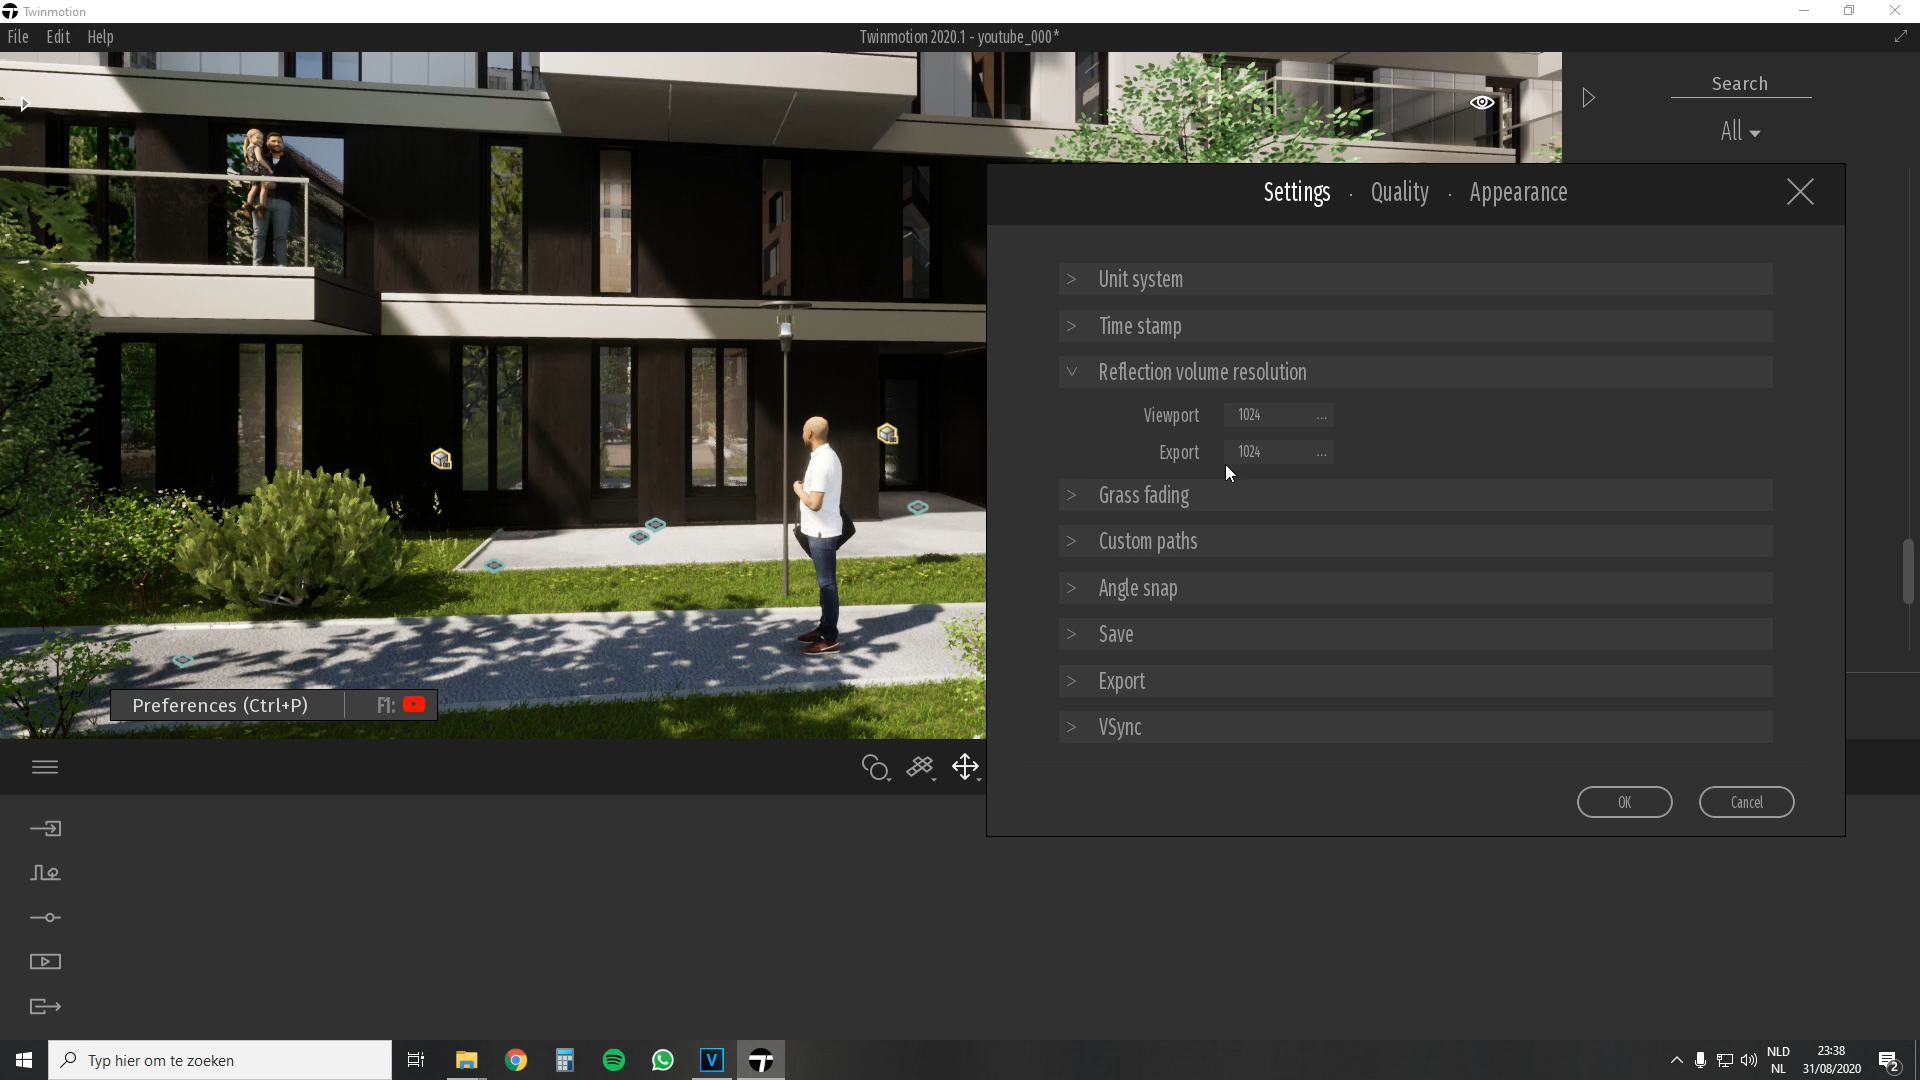 Twinmotion
File Edit Help
Twinmotion 2020.1 - youtube_000*
Search
All
Settings · Quality · Appearance
> Unit system
> Time stamp
Reflection volume resolution
Viewport 1024 ...
Export 1024 ...
> Grass fading
> Custom paths
> Angle snap
> Save
> Export
> VSync
OK Cancel
Preferences (Ctrl+P) F1:
Typ hier om te zoeken
V
NLD
NL
23:38
31/08/2020
2